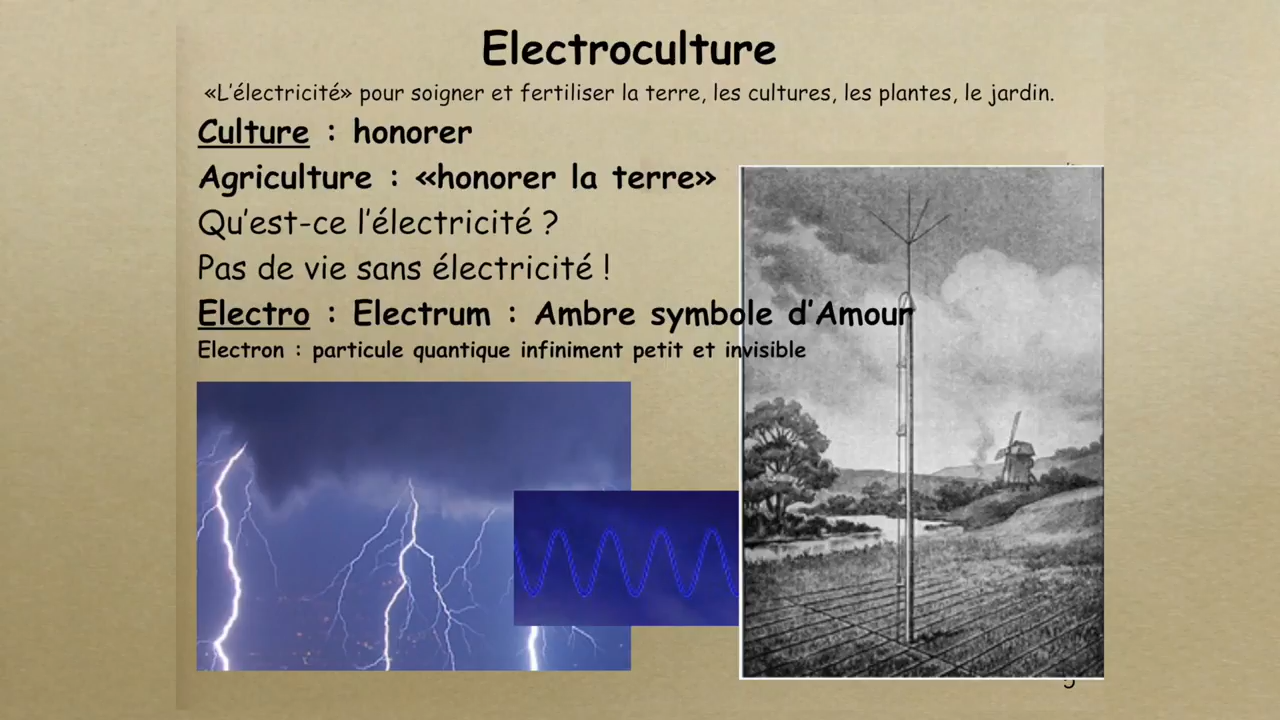 Electroculture
«L'électricité» pour soigner et fertiliser la terre, les cultures, les plantes, le jardin.
Culture : honorer
Agriculture : «honorer la terre»
Qu'est-ce l'électricité ?
Pas de vie sans électricité !
Electro : Electrum : Ambre symbole d'Amour
Electron : particule quantique infiniment petit et invisible